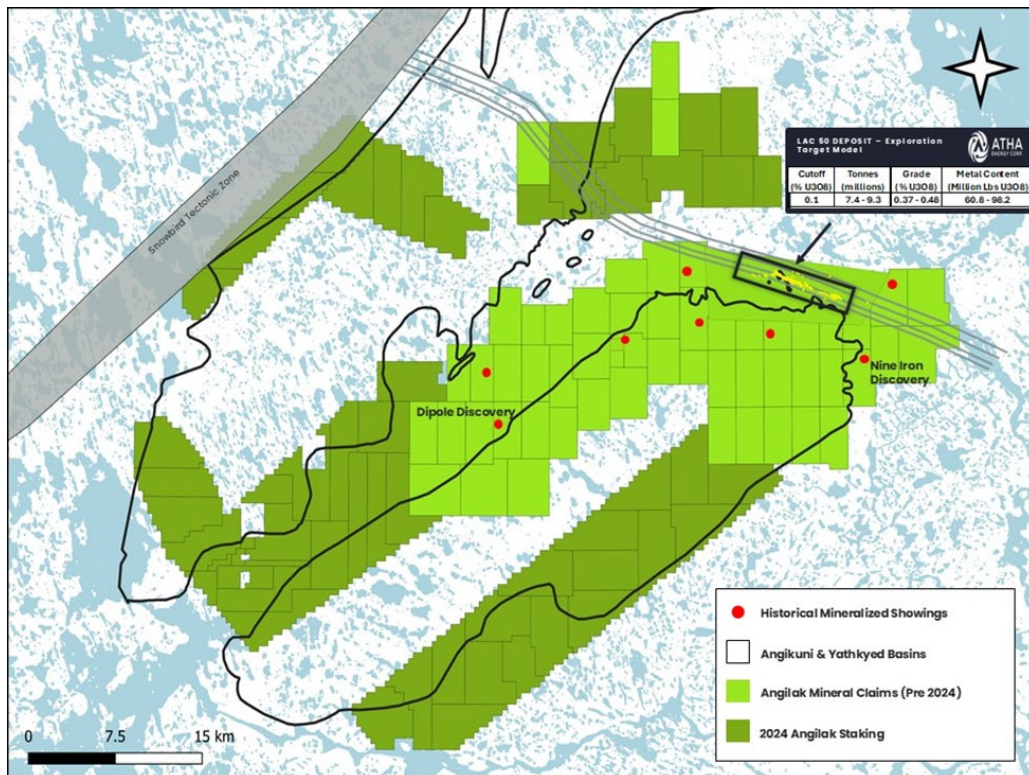 LAC 50 DEPOSIT – Exploration
Target Model
ATHA
ENERGY CORP
Cutoff
(% U3O8)
Tonnes
(millions)
Grade
(% U3O8)
Metal Content
(Million Lbs U3O8)
0.1
7.4 - 9.3
0.37 - 0.48
60.8 - 98.2
Snowbird Tectonic Zone
Nine Iron
Discovery
Dipole Discovery
Historical Mineralized Showings
Angikuni & Yathkyed Basins
Angilak Mineral Claims (Pre 2024)
2024 Angilak Staking
0
7.5
15 km